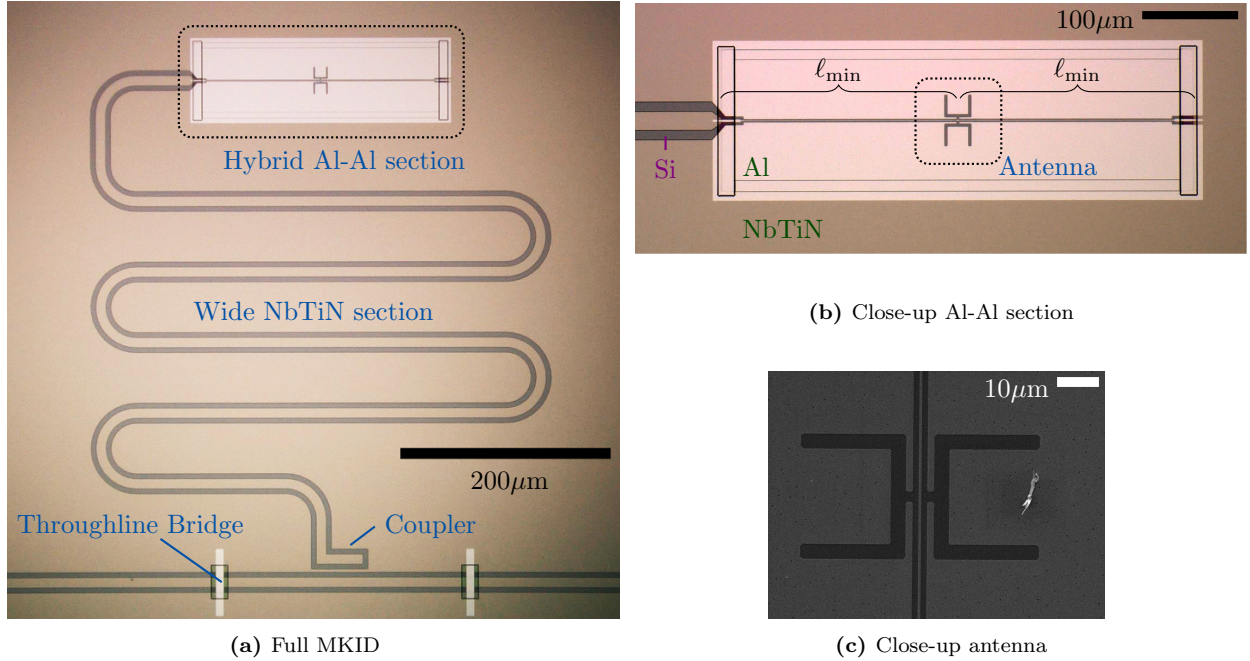 Hybrid Al-Al section
Wide NbTiN section
200μm
Throughline Bridge
Coupler
(a) Full MKID
100μm
ℓmin
ℓmin
Si
Al
Antenna
NbTiN
(b) Close-up Al-Al section
10μm
(c) Close-up antenna